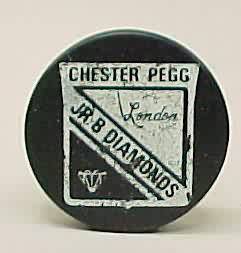 CHESTER PEGG
London
JR. B DIAMONDS